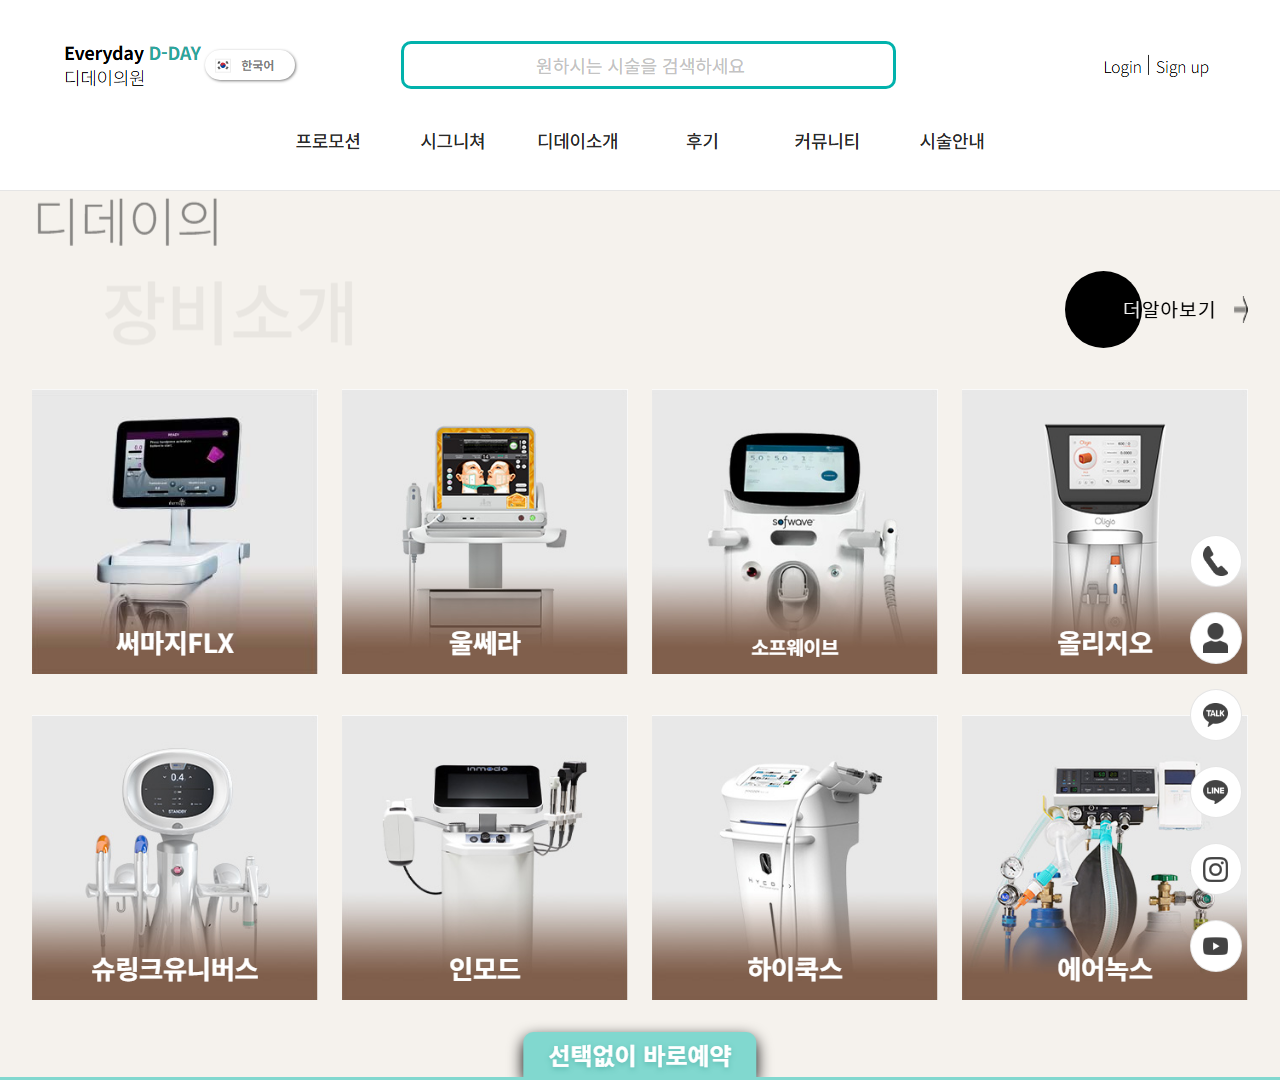 Everyday D-DAY
디데이의원
한국어
원하시는 시술을 검색하세요
Login | Sign up
프로모션 시그니쳐 디데이소개 후기 커뮤니티 시술안내
디데이의
장비소개
더알아보기
써마지FLX
울쎄라
sofwave
소프웨이브
Oligio
올리지오
슈링크유니버스
inmode
인모드
하이쿡스
에어녹스
TALK
LINE
선택없이 바로예약